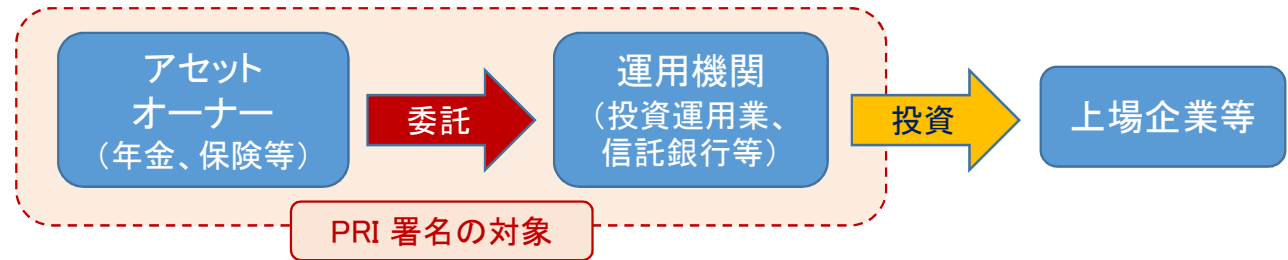 アセット
オーナー
（年金、保険等）
委託
運用機関
（投資運用業、
信託銀行等）
投資
上場企業等
PRI 署名の対象